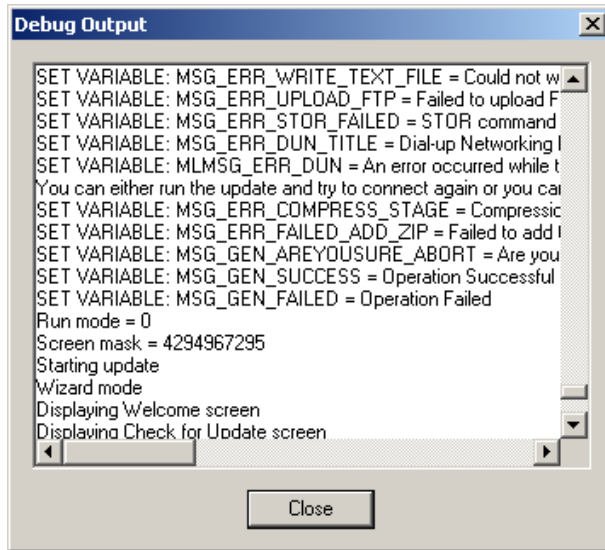 Debug Output
SET VARIABLE: MSG_ERR_WRITE_TEXT_FILE = Could not w
SET VARIABLE: MSG_ERR_UPLOAD_FTP = Failed to upload F
SET VARIABLE: MSG_ERR_STOR_FAILED = STOR command
SET VARIABLE: MSG_ERR_DUN_TITLE = Dial-up Networking
SET VARIABLE: MLMSG_ERR_DUN = An error occurred while t
You can either run the update and try to connect again or you car
SET VARIABLE: MSG_ERR_COMPRESS_STAGE = Compressic
SET VARIABLE: MSG_ERR_FAILED_ADD_ZIP = Failed to add
SET VARIABLE: MSG_GEN_AREYOUSURE_ABORT = Are you
SET VARIABLE: MSG_GEN_SUCCESS = Operation Successful
SET VARIABLE: MSG_GEN_FAILED = Operation Failed
Run mode = 0
Screen mask = 4294967295
Starting update
Wizard mode
Displaying Welcome screen
Displaying Check for Update screen
Close